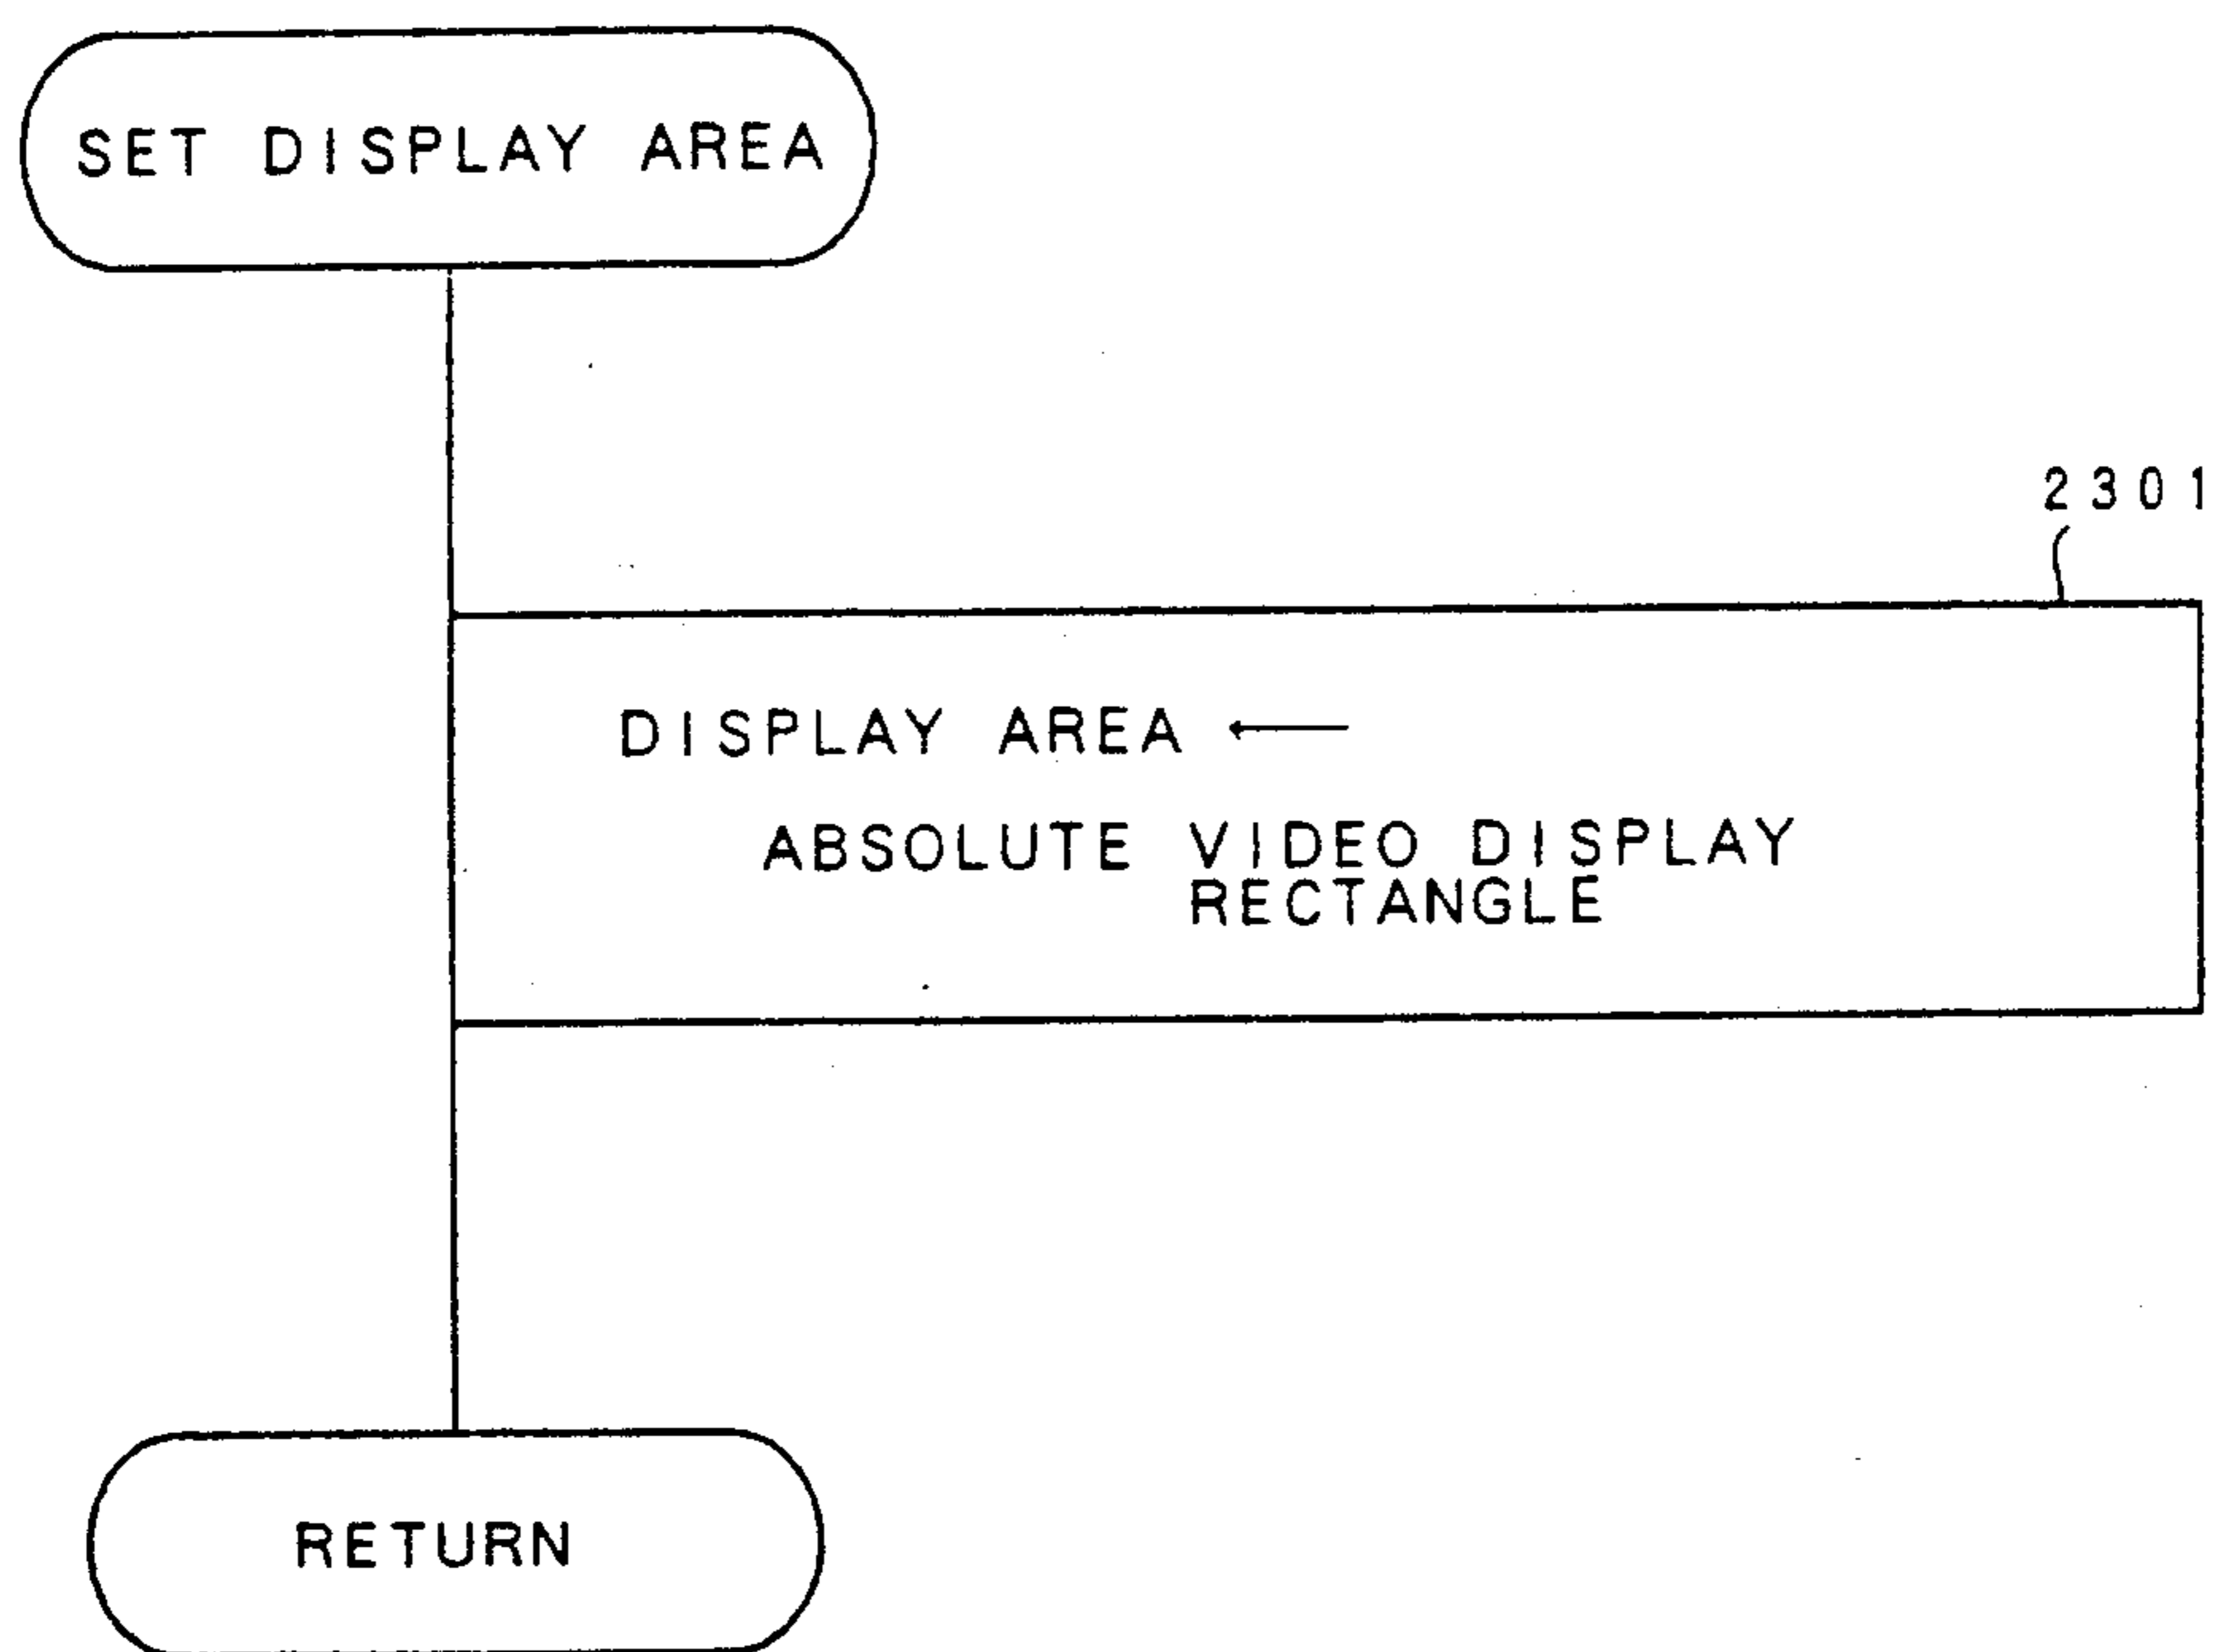 SET DISPLAY AREA
2301
DISPLAY AREA ←
ABSOLUTE VIDEO DISPLAY
RECTANGLE
RETURN